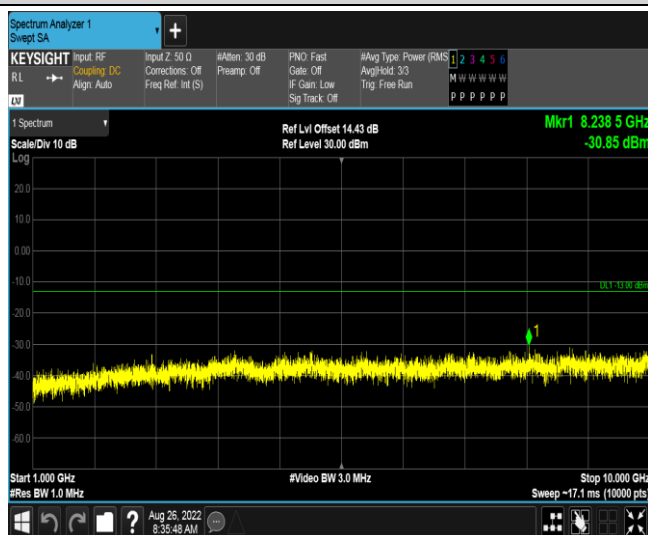 Spectrum Analyzer 1
Swept SA
+
KEYSIGHT
RL
LXI
Input: RF
Coupling: DC
Align: Auto
Input Z: 50 Ω
Corrections: Off
Freq Ref: Int (S)
#Atten: 30 dB
Preamp: Off
PNO: Fast
Gate: Off
IF Gain: Low
Sig Track: Off
#Avg Type: Power (RMS
Avg|Hold: 3/3
Trig: Free Run
1 2 3 4 5 6
M W W W W W
P P P P P P
1 Spectrum
Scale/Div 10 dB
Log
Ref Lvl Offset 14.43 dB
Ref Level 30.00 dBm
Mkr1 8.238 5 GHz
-30.85 dBm
20.0
10.0
0.00
-10.0
DL1 -13.00 dBm
-20.0
1
-30.0
-40.0
-50.0
-60.0
Start 1.000 GHz
#Res BW 1.0 MHz
#Video BW 3.0 MHz
Stop 10.000 GHz
Sweep ~17.1 ms (10000 pts)
?
Aug 26, 2022
8:35:48 AM